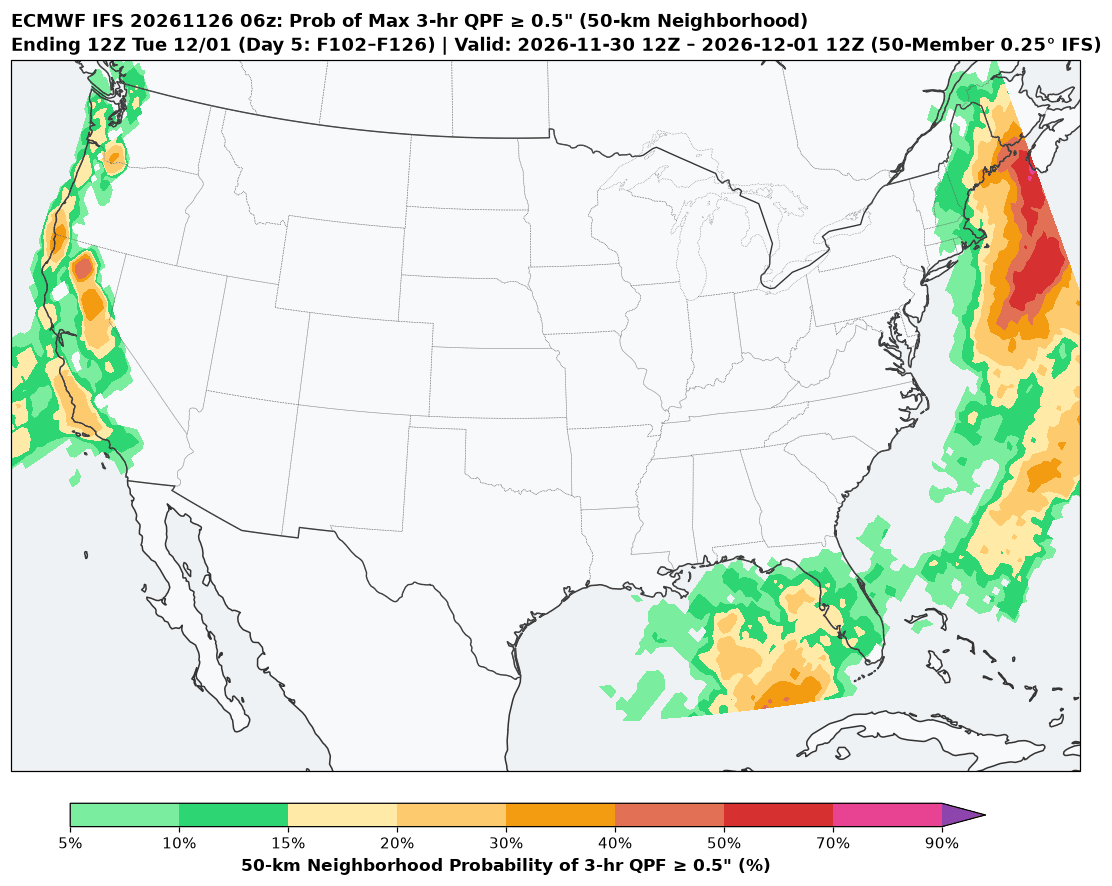 ECMWF IFS 20261126 06z: Prob of Max 3-hr QPF ≥ 0.5" (50-km Neighborhood)
Ending 12Z Tue 12/01 (Day 5: F102–F126) | Valid: 2026-11-30 12Z – 2026-12-01 12Z (50-Member 0.25° IFS)
5% 10% 15% 20% 30% 40% 50% 70% 90%
50-km Neighborhood Probability of 3-hr QPF ≥ 0.5" (%)